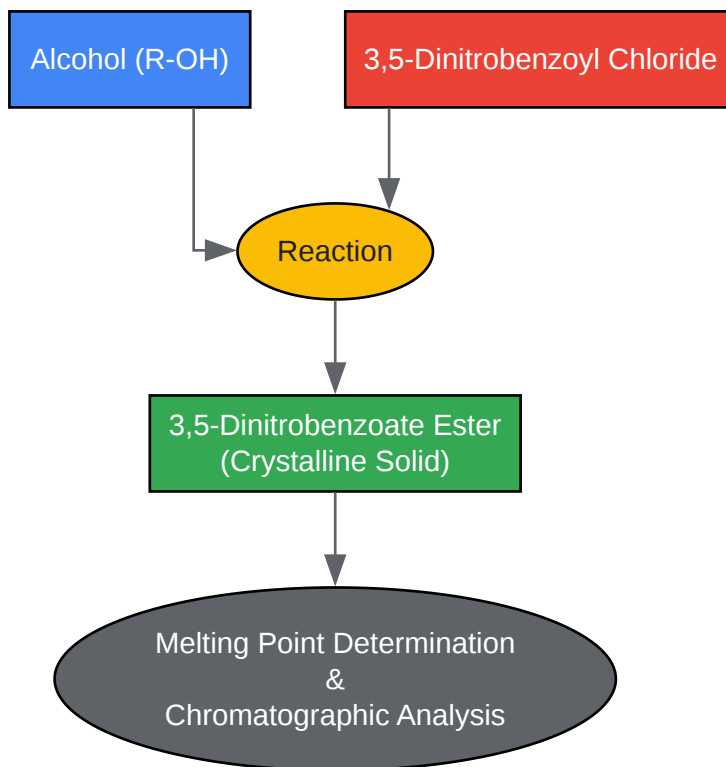 Alcohol (R-OH)
3,5-Dinitrobenzoyl Chloride
Reaction
3,5-Dinitrobenzoate Ester
(Crystalline Solid)
Melting Point Determination
&
Chromatographic Analysis